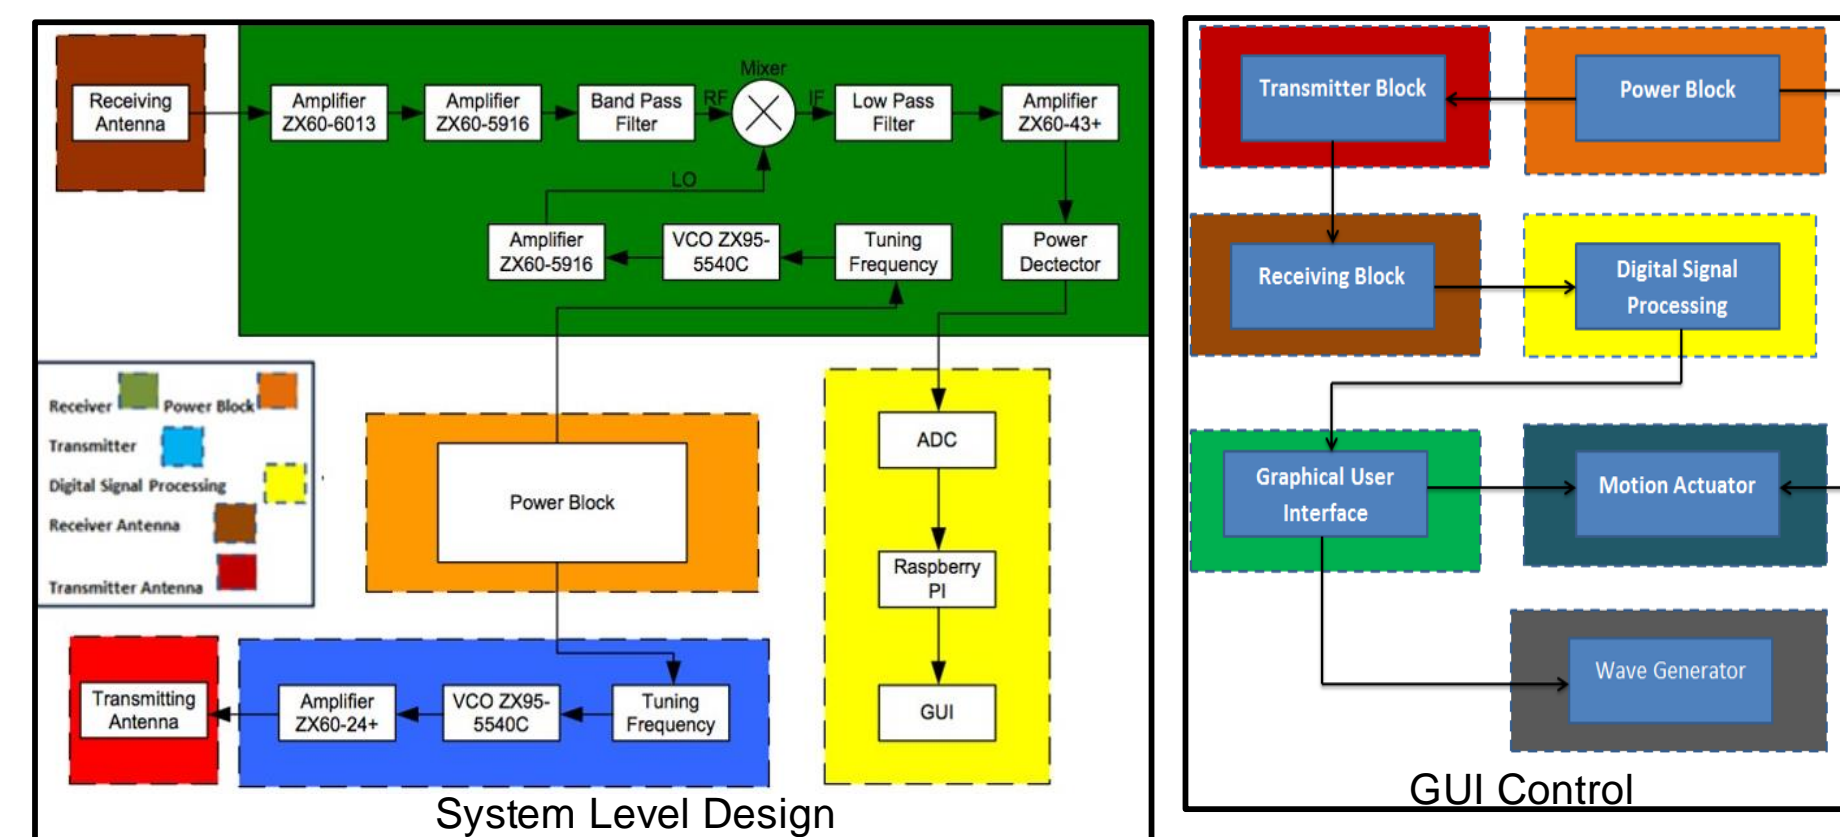 Receiving
Antenna
Amplifier
ZX60-6013
Amplifier
ZX60-5916
Band Pass
Filter
RF
Mixer
IF
Low Pass
Filter
Amplifier
ZX60-43+
LO
Amplifier
ZX60-5916
VCO ZX95-
5540C
Tuning
Frequency
Power
Dectector
Receiver
Power Block
Transmitter
Digital Signal Processing
Receiver Antenna
Transmitter Antenna
Power Block
ADC
Raspberry
PI
GUI
Transmitting
Antenna
Amplifier
ZX60-24+
VCO ZX95-
5540C
Tuning
Frequency
System Level Design
Transmitter Block
Power Block
Receiving Block
Digital Signal
Processing
Graphical User
Interface
Motion Actuator
Wave Generator
GUI Control